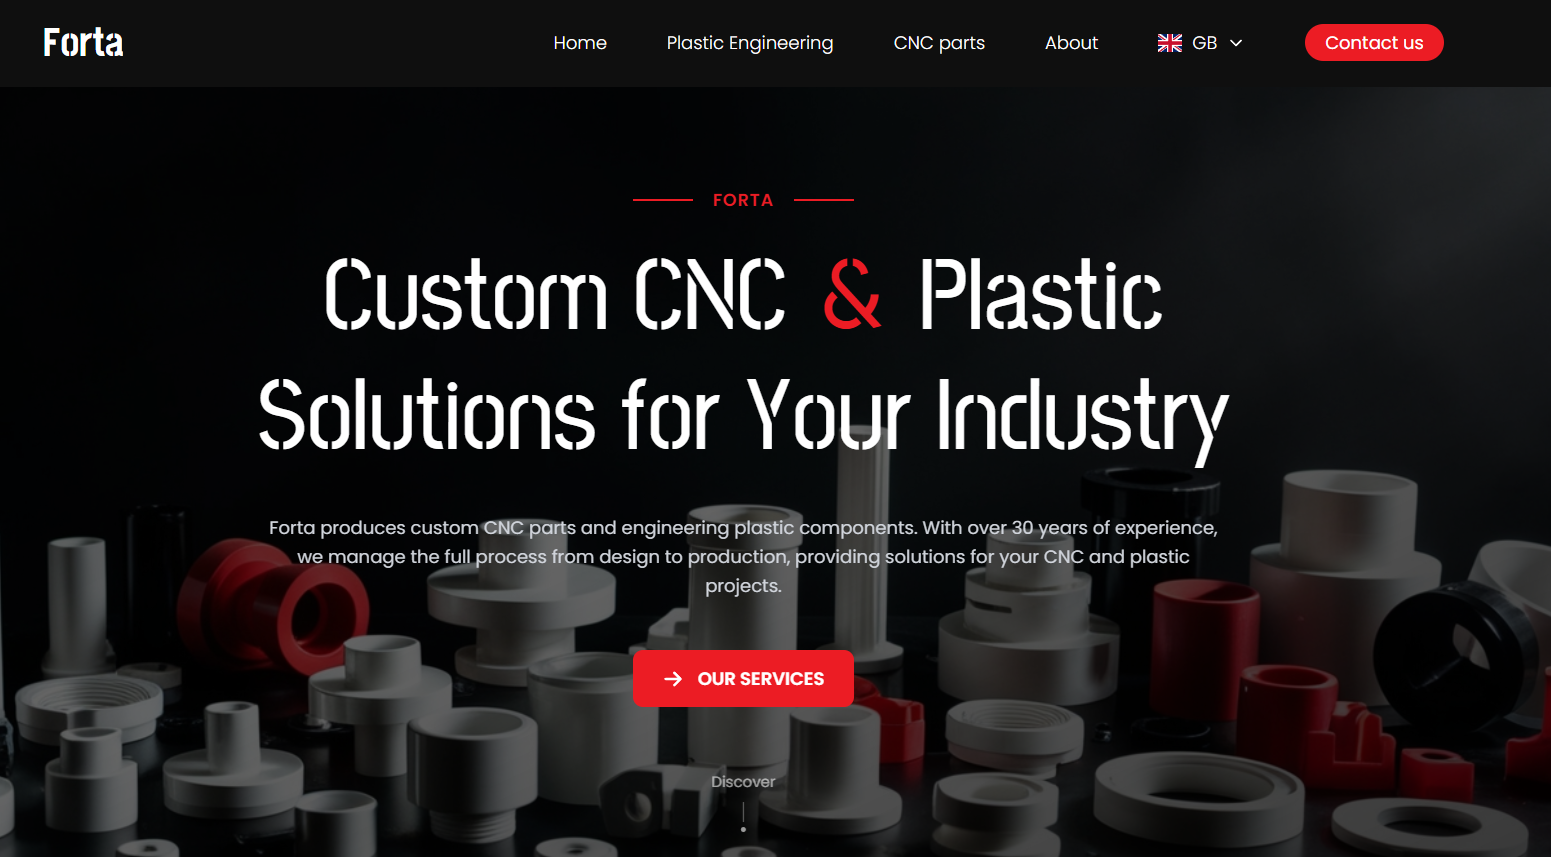 Forta
Home Plastic Engineering CNC parts About GB Contact us
FORTA
Custom CNC & Plastic
Solutions for Your Industry
Forta produces custom CNC parts and engineering plastic components. With over 30 years of experience,
we manage the full process from design to production, providing solutions for your CNC and plastic
projects.
OUR SERVICES
Discover